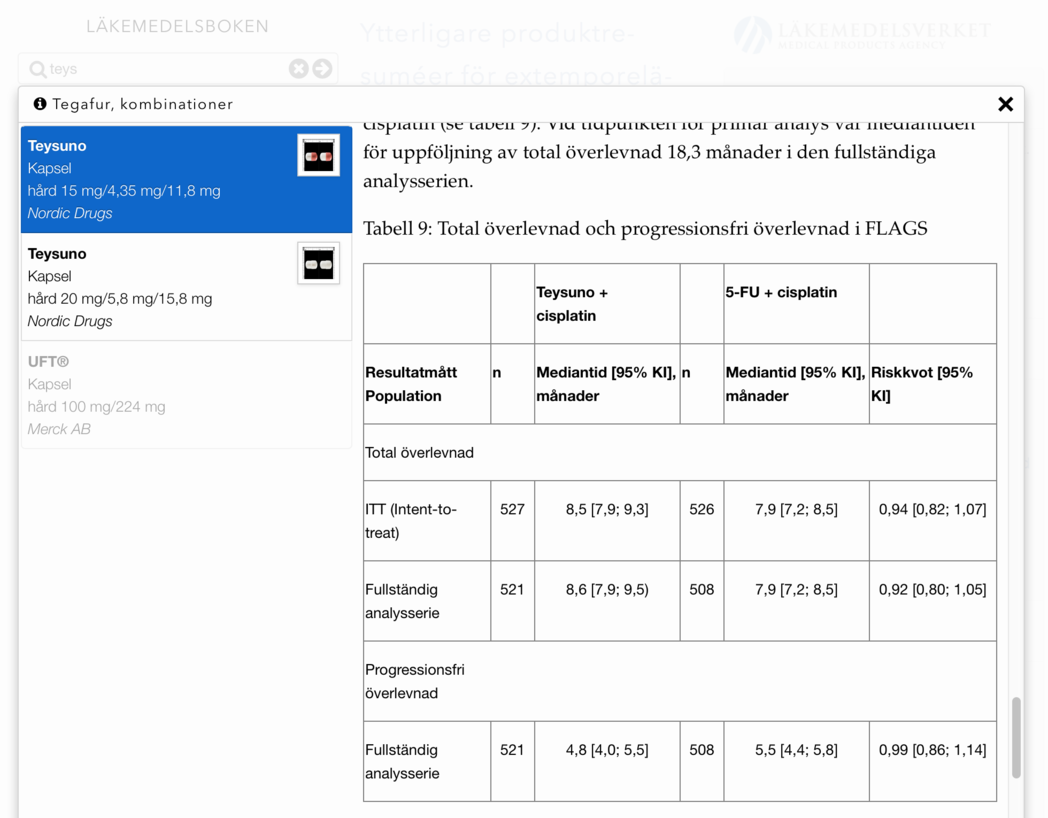 LÄKEMEDELSBOKEN
teys
Ytterligare produktre-
suméer för extemporelä-
LÄKEMEDELSVERKET
MEDICAL PRODUCTS AGENCY
Tegafur, kombinationer
Teysuno
Kapsel
hård 15 mg/4,35 mg/11,8 mg
Nordic Drugs
Teysuno
Kapsel
hård 20 mg/5,8 mg/15,8 mg
Nordic Drugs
UFT®
Kapsel
hård 100 mg/224 mg
Merck AB
cisplatin (se tabell 9). Vid tidpunkten för primär analys var mediantiden
för uppföljning av total överlevnad 18,3 månader i den fullständiga
analysserien.
Tabell 9: Total överlevnad och progressionsfri överlevnad i FLAGS
Teysuno +
cisplatin
5-FU + cisplatin
Resultatmått
Population
n
Mediantid [95% KI],
månader
n
Mediantid [95% KI],
månader
Riskkvot [95%
KI]
Total överlevnad
ITT (Intent-to-
treat)
527
8,5 [7,9; 9,3]
526
7,9 [7,2; 8,5]
0,94 [0,82; 1,07]
Fullständig
analysserie
521
8,6 [7,9; 9,5)
508
7,9 [7,2; 8,5]
0,92 [0,80; 1,05]
Progressionsfri
överlevnad
Fullständig
analysserie
521
4,8 [4,0; 5,5]
508
5,5 [4,4; 5,8]
0,99 [0,86; 1,14]